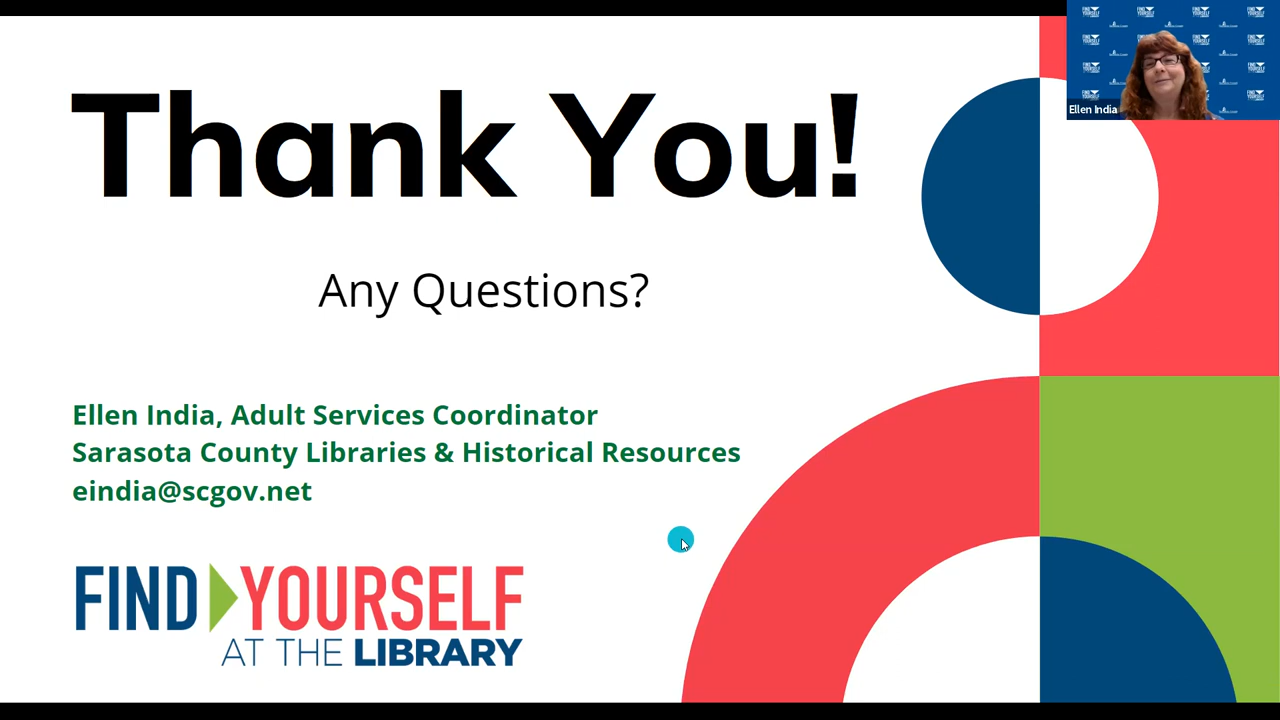 Thank You!
Any Questions?
Ellen India, Adult Services Coordinator
Sarasota County Libraries & Historical Resources
eindia@scgov.net
FIND YOURSELF
AT THE LIBRARY
Ellen India